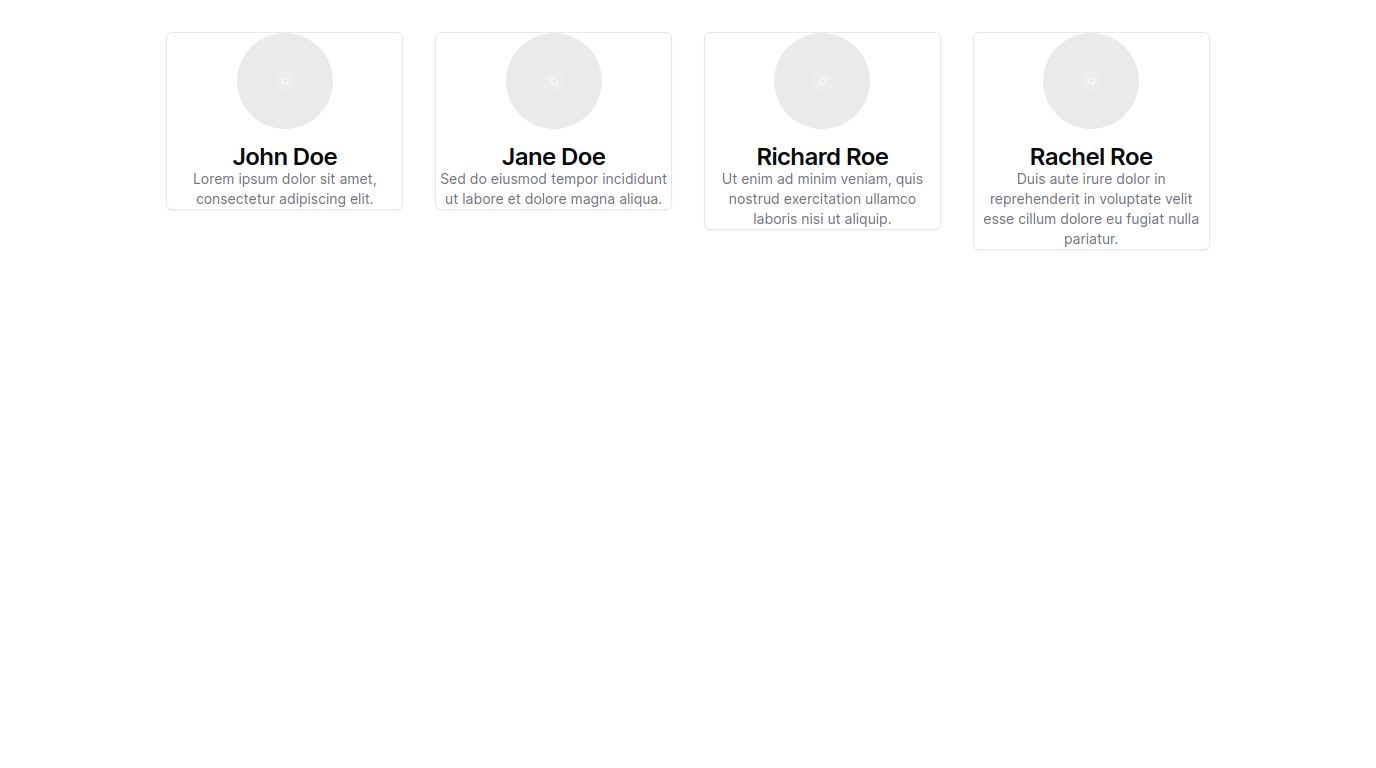 John Doe
Lorem ipsum dolor sit amet,
consectetur adipiscing elit.
Jane Doe
Sed do eiusmod tempor incididunt
ut labore et dolore magna aliqua.
Richard Roe
Ut enim ad minim veniam, quis
nostrud exercitation ullamco
laboris nisi ut aliquip.
Rachel Roe
Duis aute irure dolor in
reprehenderit in voluptate velit
esse cillum dolore eu fugiat nulla
pariatur.